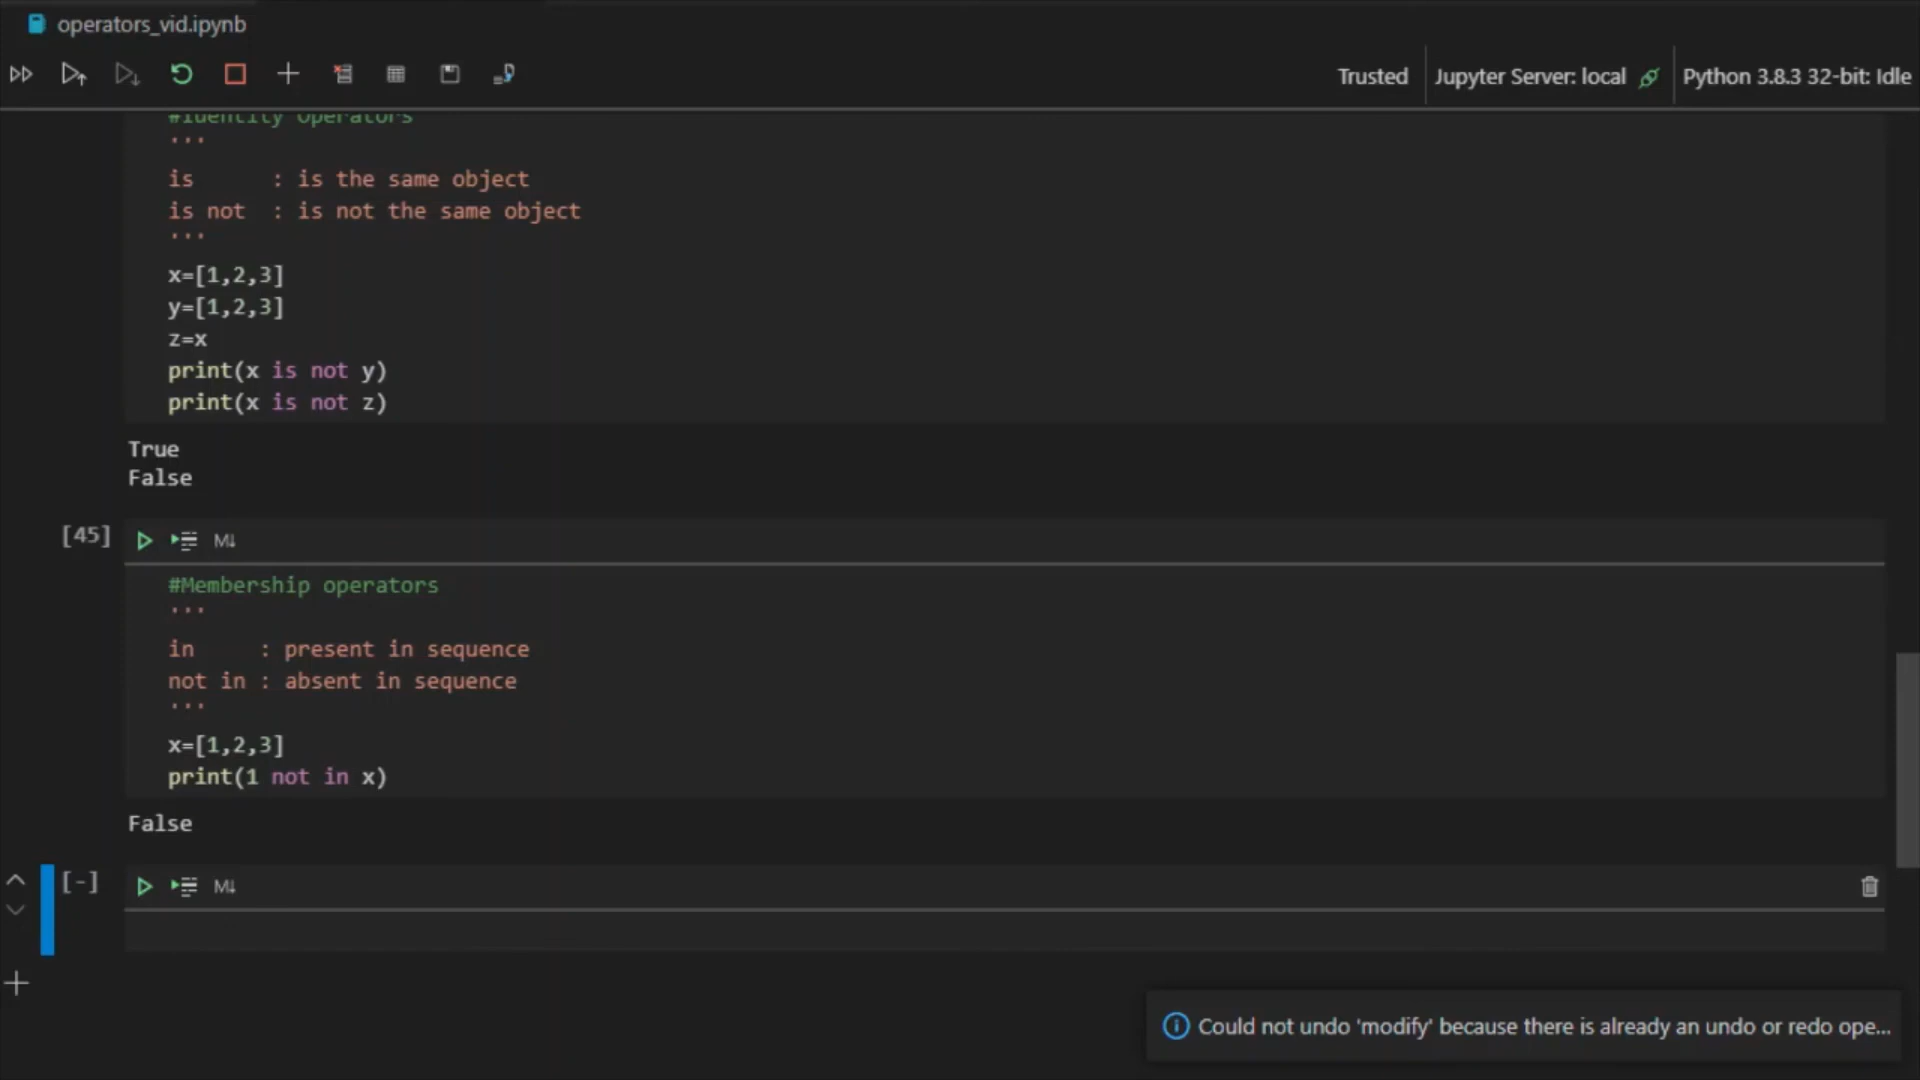 operators_vid.ipynb
Trusted
Jupyter Server: local
Python 3.8.3 32-bit: Idle
#Identity operators
'''
is      : is the same object
is not  : is not the same object
'''
x=[1,2,3]
y=[1,2,3]
z=x
print(x is not y)
print(x is not z)
True
False
[45]
M↓
#Membership operators
'''
in     : present in sequence
not in : absent in sequence
'''
x=[1,2,3]
print(1 not in x)
False
[-]
M↓
Could not undo 'modify' because there is already an undo or redo ope...